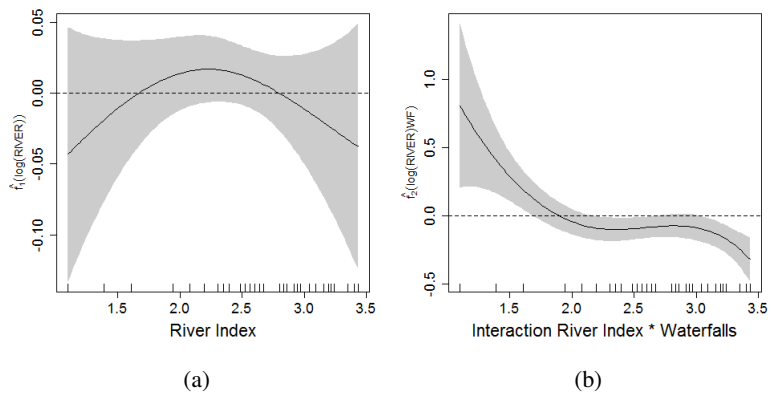 0.05
0.00
-0.05
-0.10
f̂₁(log(RIVER))
1.5 2.0 2.5 3.0 3.5
River Index
(a)
1.0
0.5
0.0
-0.5
f̂₂(log(RIVER)WF)
1.5 2.0 2.5 3.0 3.5
Interaction River Index * Waterfalls
(b)